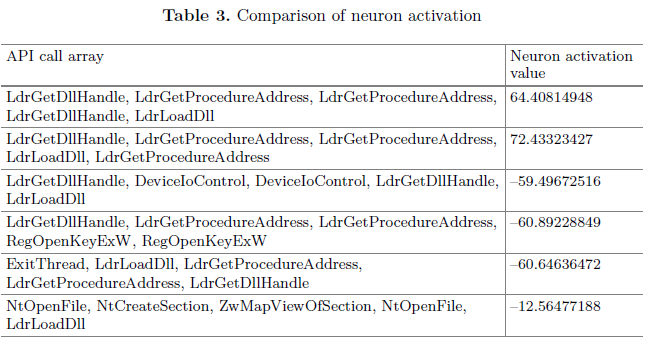 Table 3. Comparison of neuron activation
API call array
Neuron activation
value
LdrGetDllHandle, LdrGetProcedureAddress, LdrGetProcedureAddress,
LdrGetDllHandle, LdrLoadDll
64.40814948
LdrGetDllHandle, LdrGetProcedureAddress, LdrGetProcedureAddress,
LdrLoadDll, LdrGetProcedureAddress
72.43323427
LdrGetDllHandle, DeviceIoControl, DeviceIoControl, LdrGetDllHandle,
LdrLoadDll
–59.49672516
LdrGetDllHandle, LdrGetProcedureAddress, LdrGetProcedureAddress,
RegOpenKeyExW, RegOpenKeyExW
–60.89228849
ExitThread, LdrLoadDll, LdrGetProcedureAddress,
LdrGetProcedureAddress, LdrGetDllHandle
–60.64636472
NtOpenFile, NtCreateSection, ZwMapViewOfSection, NtOpenFile,
LdrLoadDll
–12.56477188